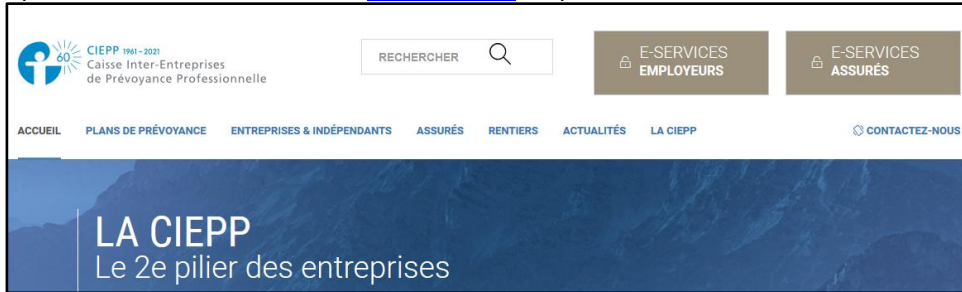 60
CIEPP 1961-2021
Caisse Inter-Entreprises
de Prévoyance Professionnelle
RECHERCHER
E-SERVICES
EMPLOYEURS
E-SERVICES
ASSURÉS
ACCUEIL PLANS DE PRÉVOYANCE ENTREPRISES & INDÉPENDANTS ASSURÉS RENTIERS ACTUALITÉS LA CIEPP CONTACTEZ-NOUS
LA CIEPP
Le 2e pilier des entreprises